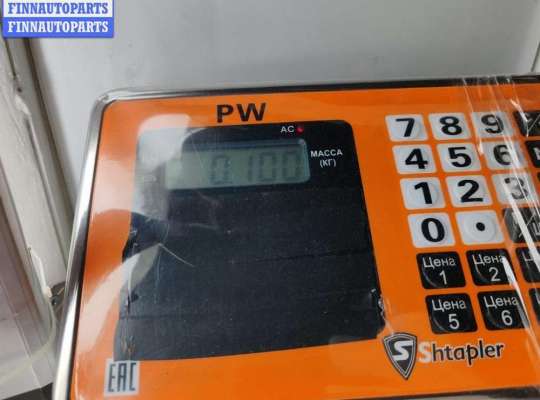 FINNAUTOPARTS
FINNAUTOPARTS
PW
AC
0.100
МАССА
(КГ)
7 8 9
4 5 6
1 2 3
0 •
Цена 1
Цена 2
Цена 5
Цена 6
S Shtapler
EAC